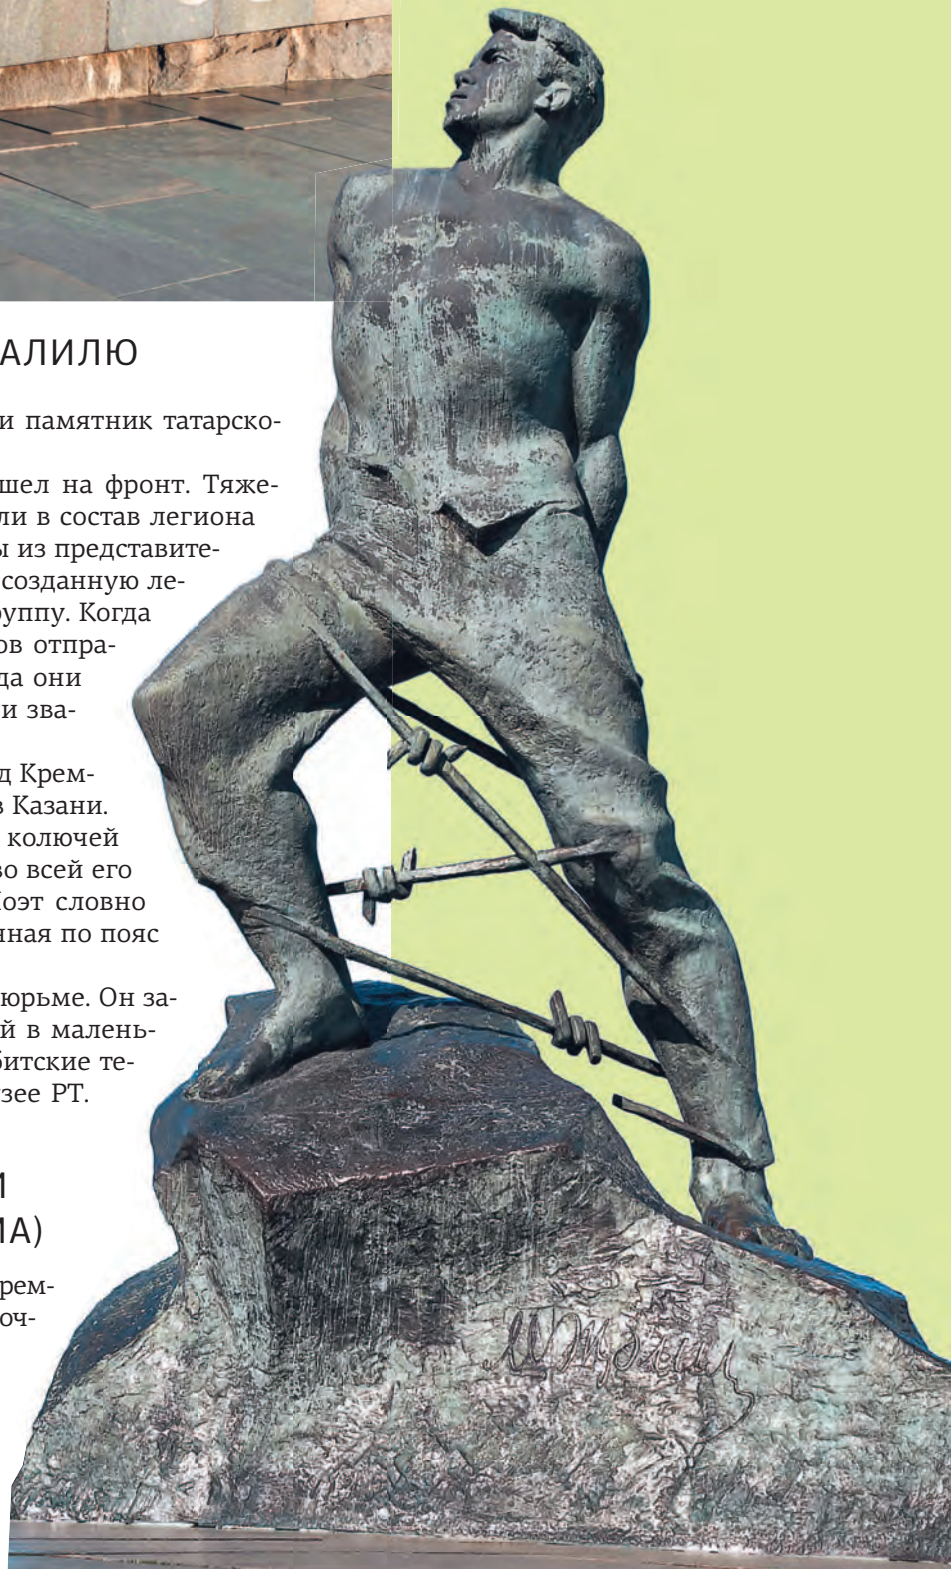 АЛИЛЮ
и памятник татарско-
шел на фронт. Тяже-
ли в состав легиона
ы из представите-
созданную ле-
руппу. Когда
ов отпра-
да они
и зва-
д Крем-
в Казани.
колючей
во всей его
Поэт словно
нная по пояс
юрьме. Он за-
й в малень-
битские те-
зее РТ.
И
ИА)
рем-
оч-